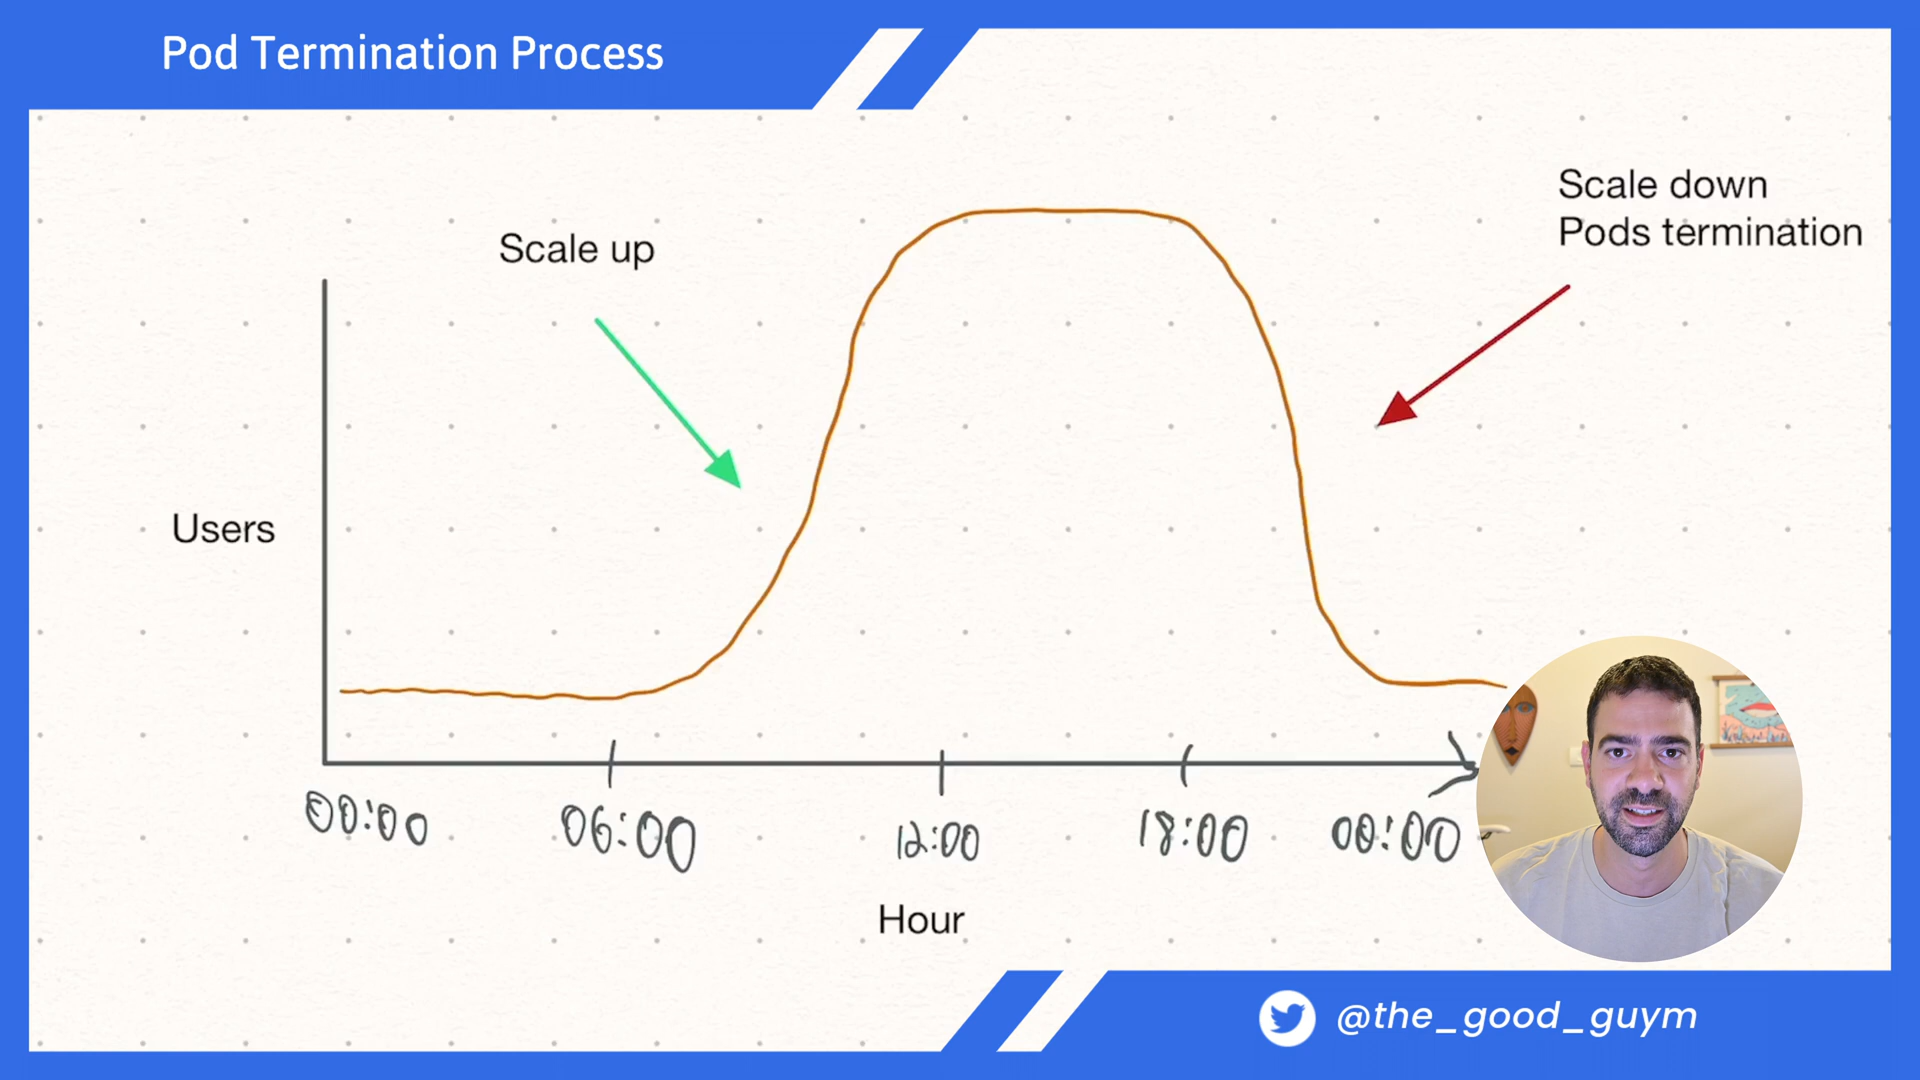 Pod Termination Process
Scale down
Pods termination
Scale up
Users
00:00 06:00 12:00 18:00 00:00
Hour
@the_good_guym